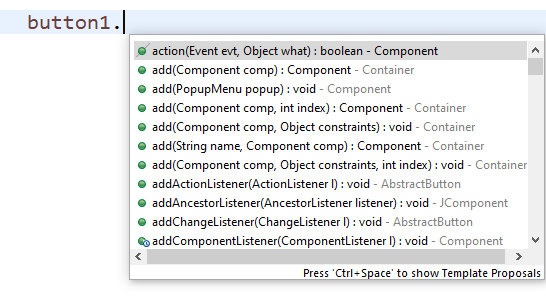 button1.
action(Event evt, Object what) : boolean - Component
add(Component comp) : Component - Container
add(PopupMenu popup) : void - Component
add(Component comp, int index) : Component - Container
add(Component comp, Object constraints) : void - Container
add(String name, Component comp) : Component - Container
add(Component comp, Object constraints, int index) : void - Container
addActionListener(ActionListener l) : void - AbstractButton
addAncestorListener(AncestorListener listener) : void - JComponent
addChangeListener(ChangeListener l) : void - AbstractButton
addComponentListener(ComponentListener l) : void - Component
Press 'Ctrl+Space' to show Template Proposals